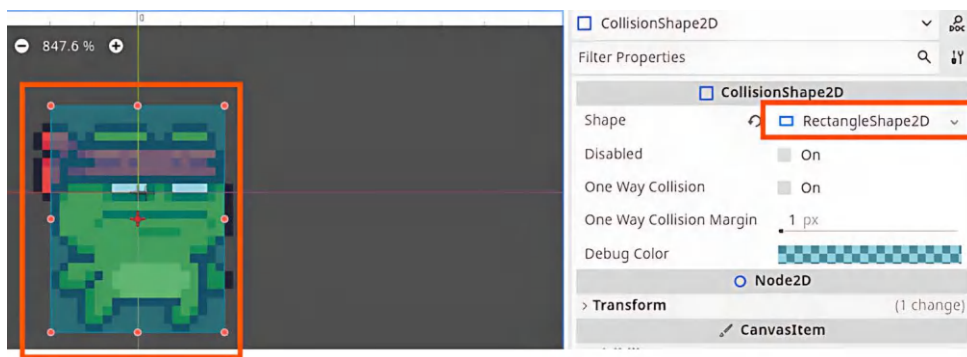 0
847.6 %
CollisionShape2D
DOC
Filter Properties
CollisionShape2D
Shape RectangleShape2D
Disabled On
One Way Collision On
One Way Collision Margin 1 px
Debug Color
Node2D
> Transform (1 change)
CanvasItem